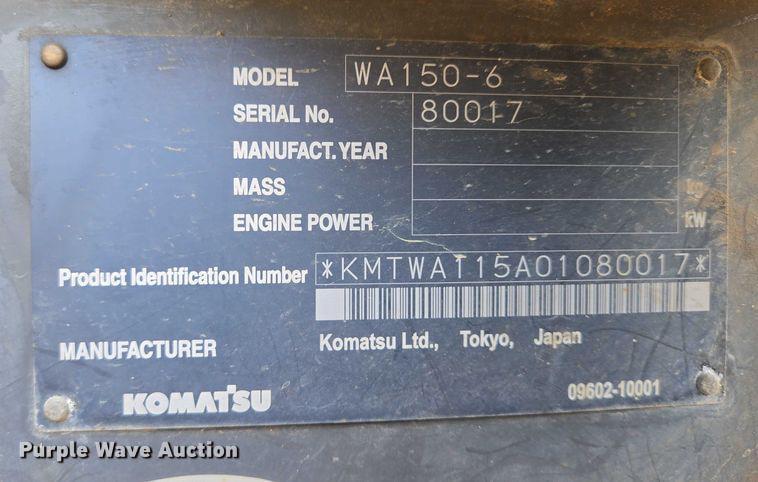 MODEL WA150-6
SERIAL No. 80017
MANUFACT. YEAR
MASS kg
ENGINE POWER kW
Product Identification Number *KMTWA115A01080017*
MANUFACTURER Komatsu Ltd., Tokyo, Japan
KOMATSU 09602-10001
Purple Wave Auction